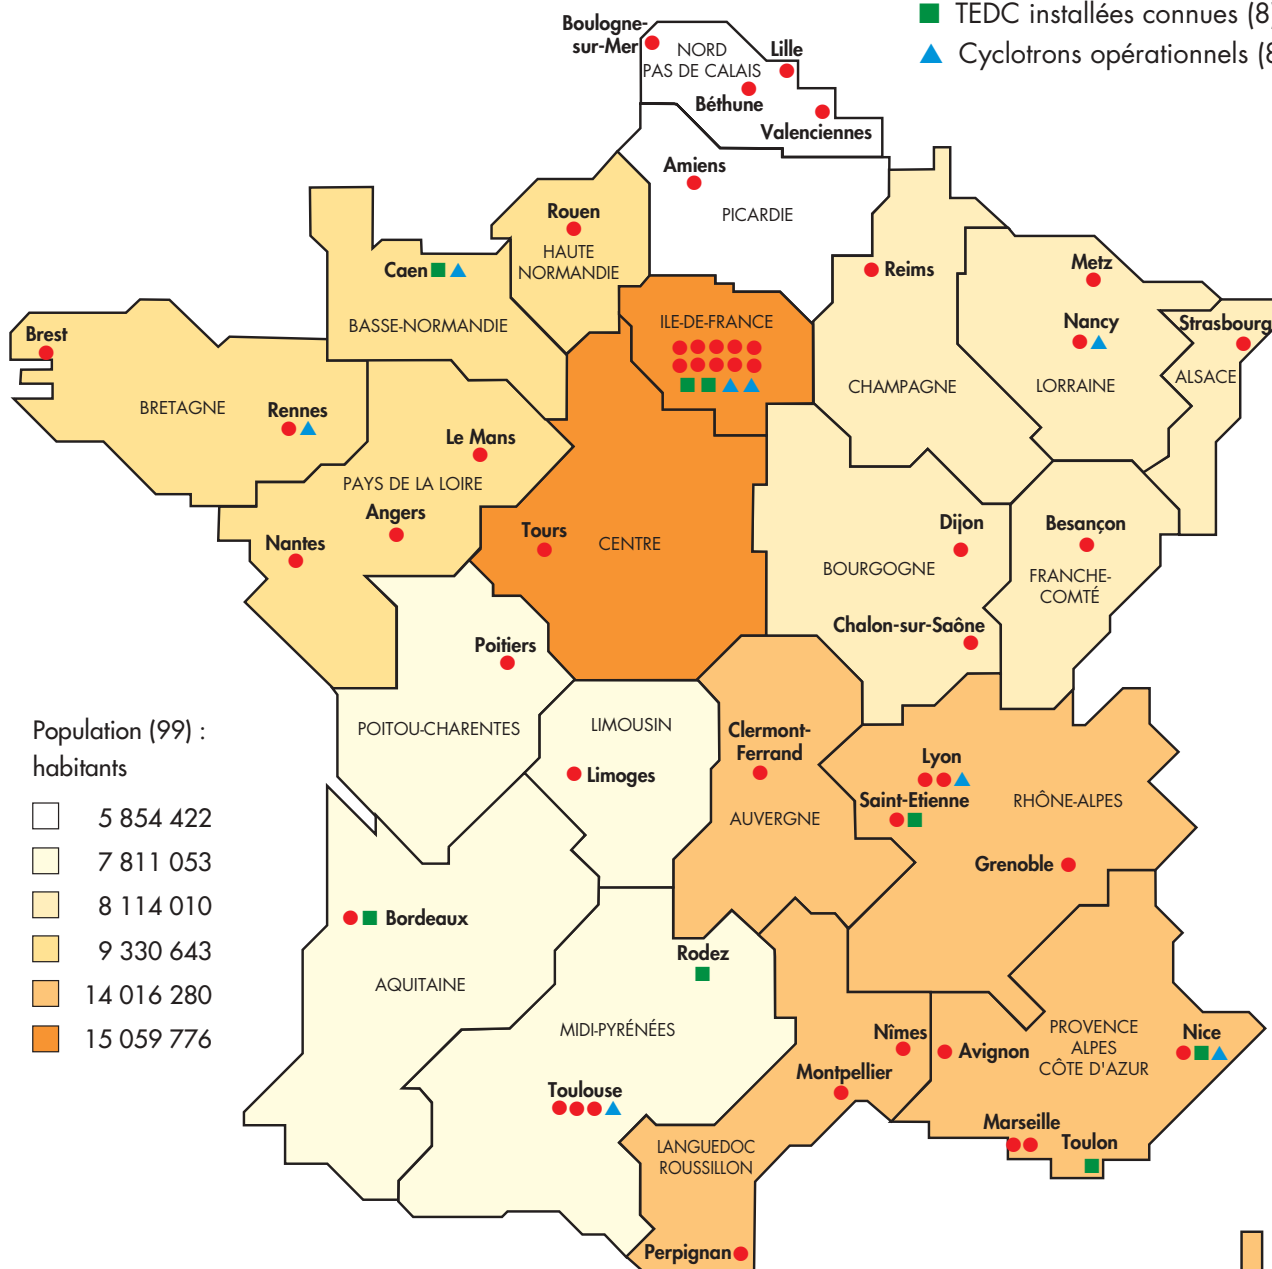 TEDC installées connues (8)
Cyclotrons opérationnels (8
Boulogne-
sur-Mer
NORD
PAS DE CALAIS
Lille
Béthune
Valenciennes
Amiens
PICARDIE
Rouen
HAUTE
NORMANDIE
Caen
BASSE-NORMANDIE
ILE-DE-FRANCE
Reims
CHAMPAGNE
Metz
Nancy
LORRAINE
Strasbourg
ALSACE
Brest
BRETAGNE
Rennes
Le Mans
PAYS DE LA LOIRE
Angers
Nantes
Tours
CENTRE
Dijon
BOURGOGNE
Chalon-sur-Saône
Besançon
FRANCHE-
COMTÉ
Poitiers
POITOU-CHARENTES
LIMOUSIN
Limoges
Clermont-
Ferrand
AUVERGNE
Lyon
Saint-Etienne
RHÔNE-ALPES
Grenoble
Population (99) :
habitants
5 854 422
7 811 053
8 114 010
9 330 643
14 016 280
15 059 776
Bordeaux
AQUITAINE
Rodez
MIDI-PYRÉNÉES
Toulouse
Nîmes
Montpellier
LANGUEDOC
ROUSSILLON
Perpignan
Avignon
PROVENCE
ALPES
CÔTE D'AZUR
Nice
Marseille
Toulon